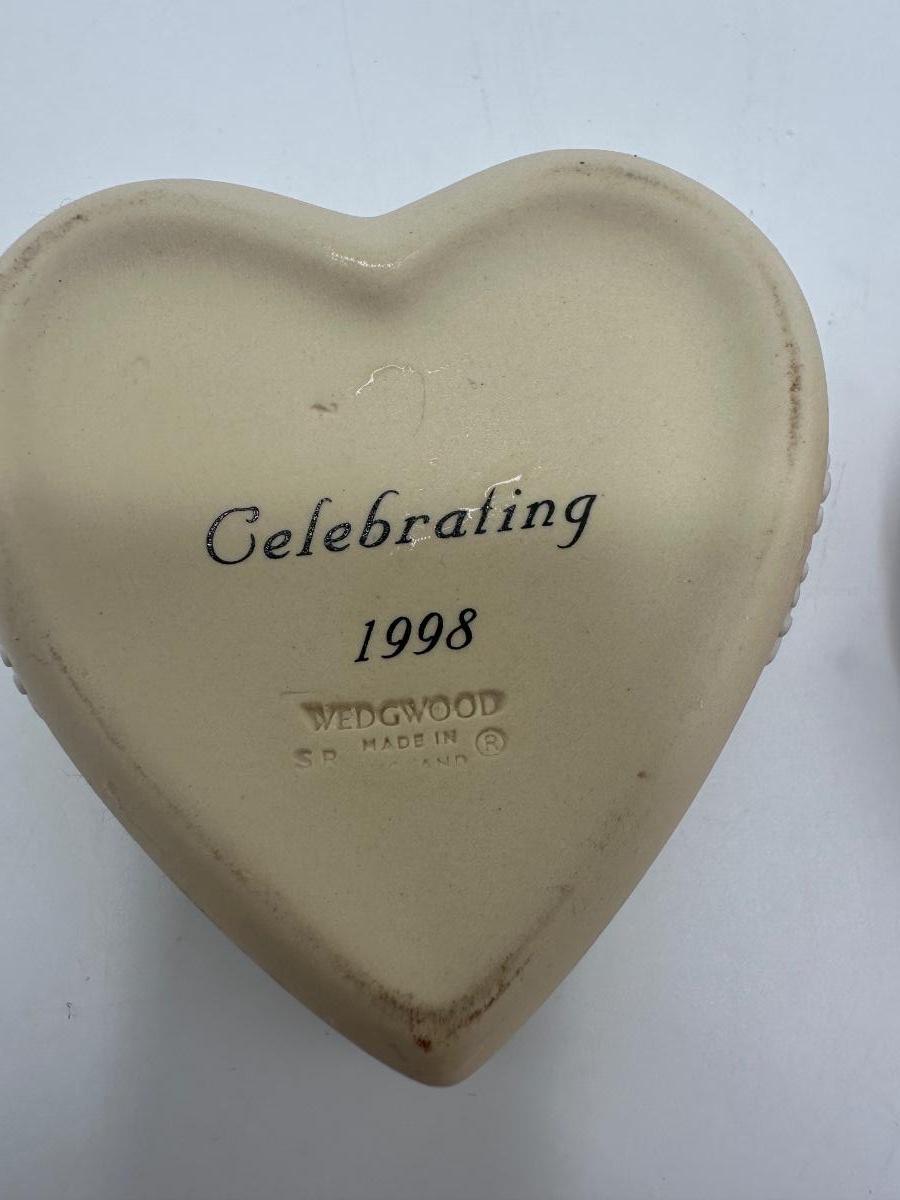 Celebrating
1998
WEDGWOOD
MADE IN ®